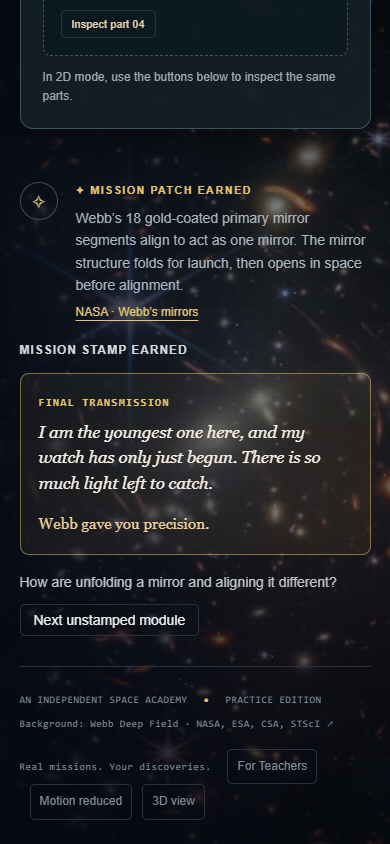 Inspect part 04
In 2D mode, use the buttons below to inspect the same
parts.
✦ MISSION PATCH EARNED
Webb's 18 gold-coated primary mirror
segments align to act as one mirror. The mirror
structure folds for launch, then opens in space
before alignment.
NASA · Webb's mirrors
MISSION STAMP EARNED
FINAL TRANSMISSION
I am the youngest one here, and my
watch has only just begun. There is so
much light left to catch.
Webb gave you precision.
How are unfolding a mirror and aligning it different?
Next unstamped module
AN INDEPENDENT SPACE ACADEMY • PRACTICE EDITION
Background: Webb Deep Field · NASA, ESA, CSA, STScI ↗
Real missions. Your discoveries. For Teachers
Motion reduced 3D view